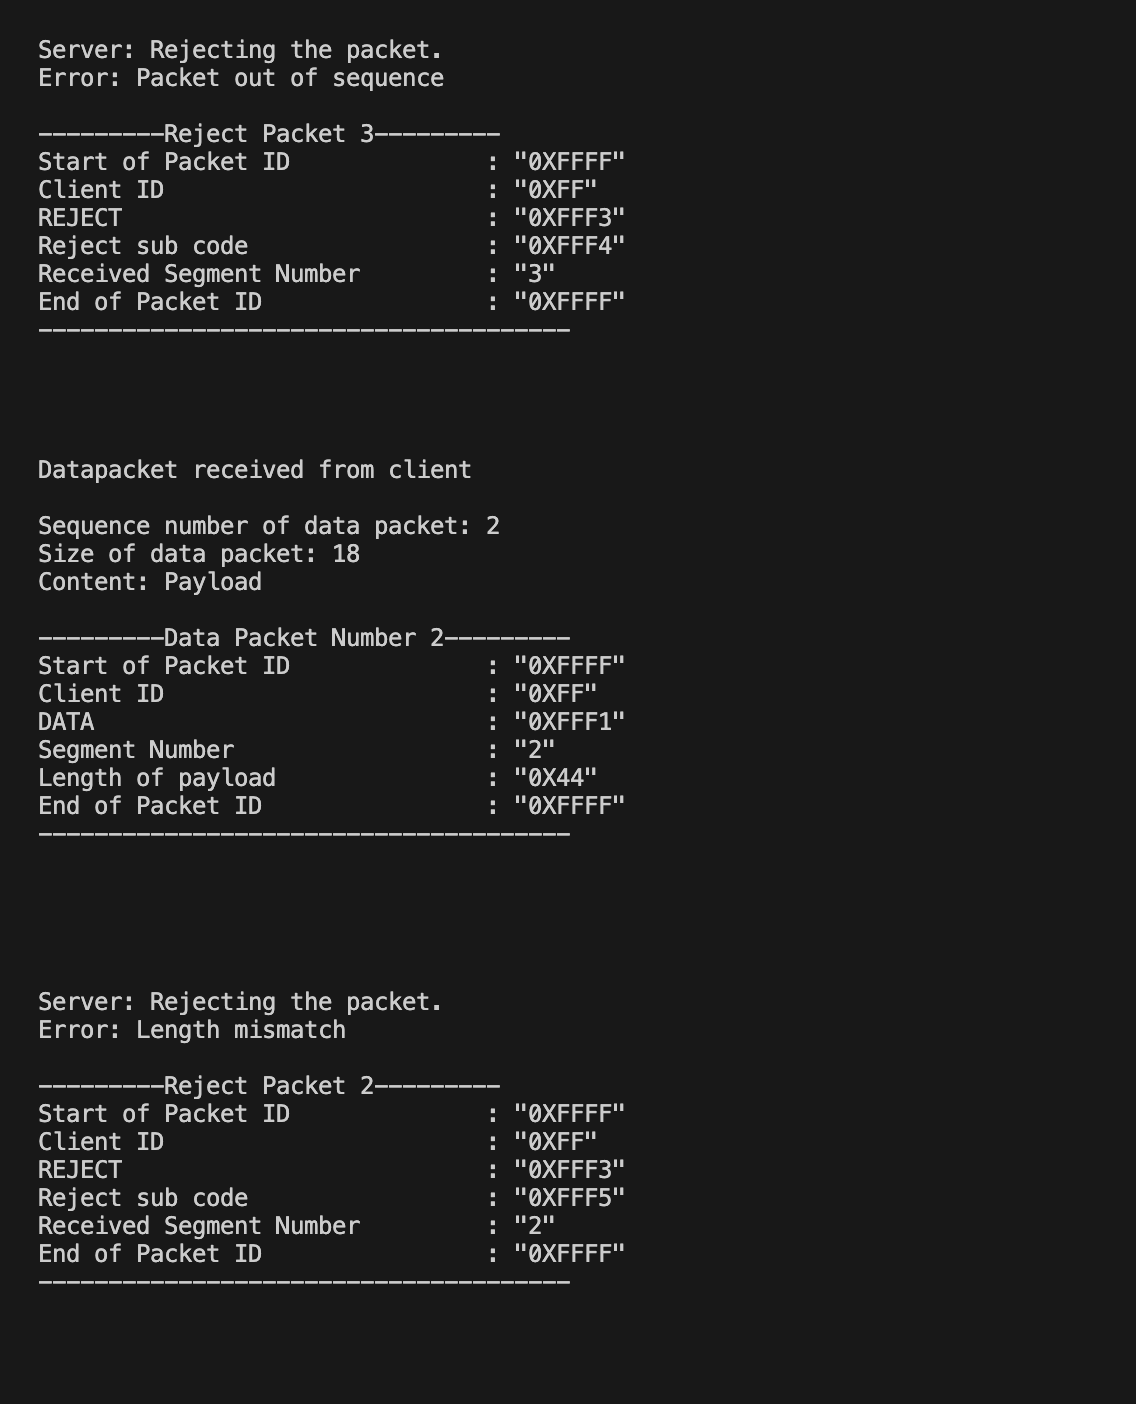 Server: Rejecting the packet.
Error: Packet out of sequence
---------Reject Packet 3---------
Start of Packet ID : "0XFFFF"
Client ID : "0XFF"
REJECT : "0XFFF3"
Reject sub code : "0XFFF4"
Received Segment Number : "3"
End of Packet ID : "0XFFFF"
--------------------------------------
Datapacket received from client
Sequence number of data packet: 2
Size of data packet: 18
Content: Payload
---------Data Packet Number 2---------
Start of Packet ID : "0XFFFF"
Client ID : "0XFF"
DATA : "0XFFF1"
Segment Number : "2"
Length of payload : "0X44"
End of Packet ID : "0XFFFF"
--------------------------------------
Server: Rejecting the packet.
Error: Length mismatch
---------Reject Packet 2---------
Start of Packet ID : "0XFFFF"
Client ID : "0XFF"
REJECT : "0XFFF3"
Reject sub code : "0XFFF5"
Received Segment Number : "2"
End of Packet ID : "0XFFFF"
--------------------------------------